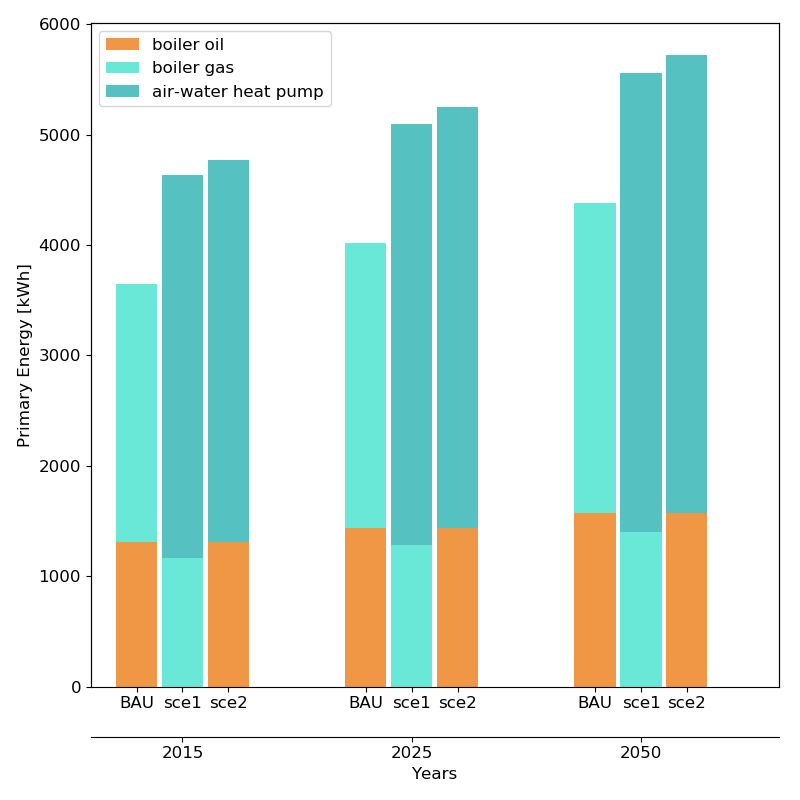 6000
boiler oil
boiler gas
air-water heat pump
5000
4000
3000
2000
1000
0
Primary Energy [kWh]
BAU sce1 sce2 BAU sce1 sce2 BAU sce1 sce2
2015 2025 2050
Years